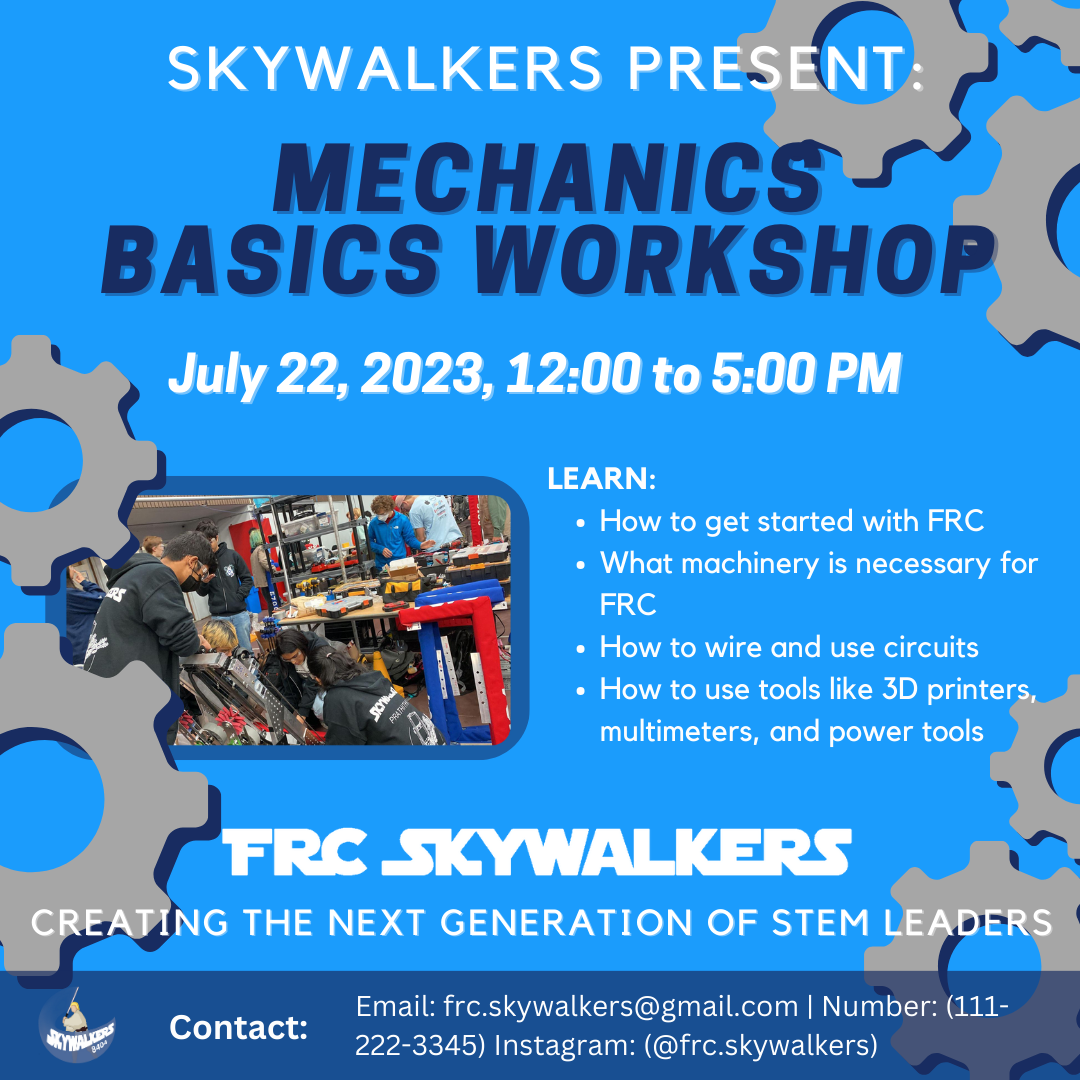 SKYWALKERS PRESENT:
MECHANICS
BASICS WORKSHOP
July 22, 2023, 12:00 to 5:00 PM
LEARN:
• How to get started with FRC
• What machinery is necessary for
FRC
• How to wire and use circuits
• How to use tools like 3D printers,
multimeters, and power tools
SKYWALKERS
FRC SKYWALKERS
CREATING THE NEXT GENERATION OF STEM LEADERS
SKYWALKERS
8404
Contact:
Email: frc.skywalkers@gmail.com | Number: (111-
222-3345) Instagram: (@frc.skywalkers)